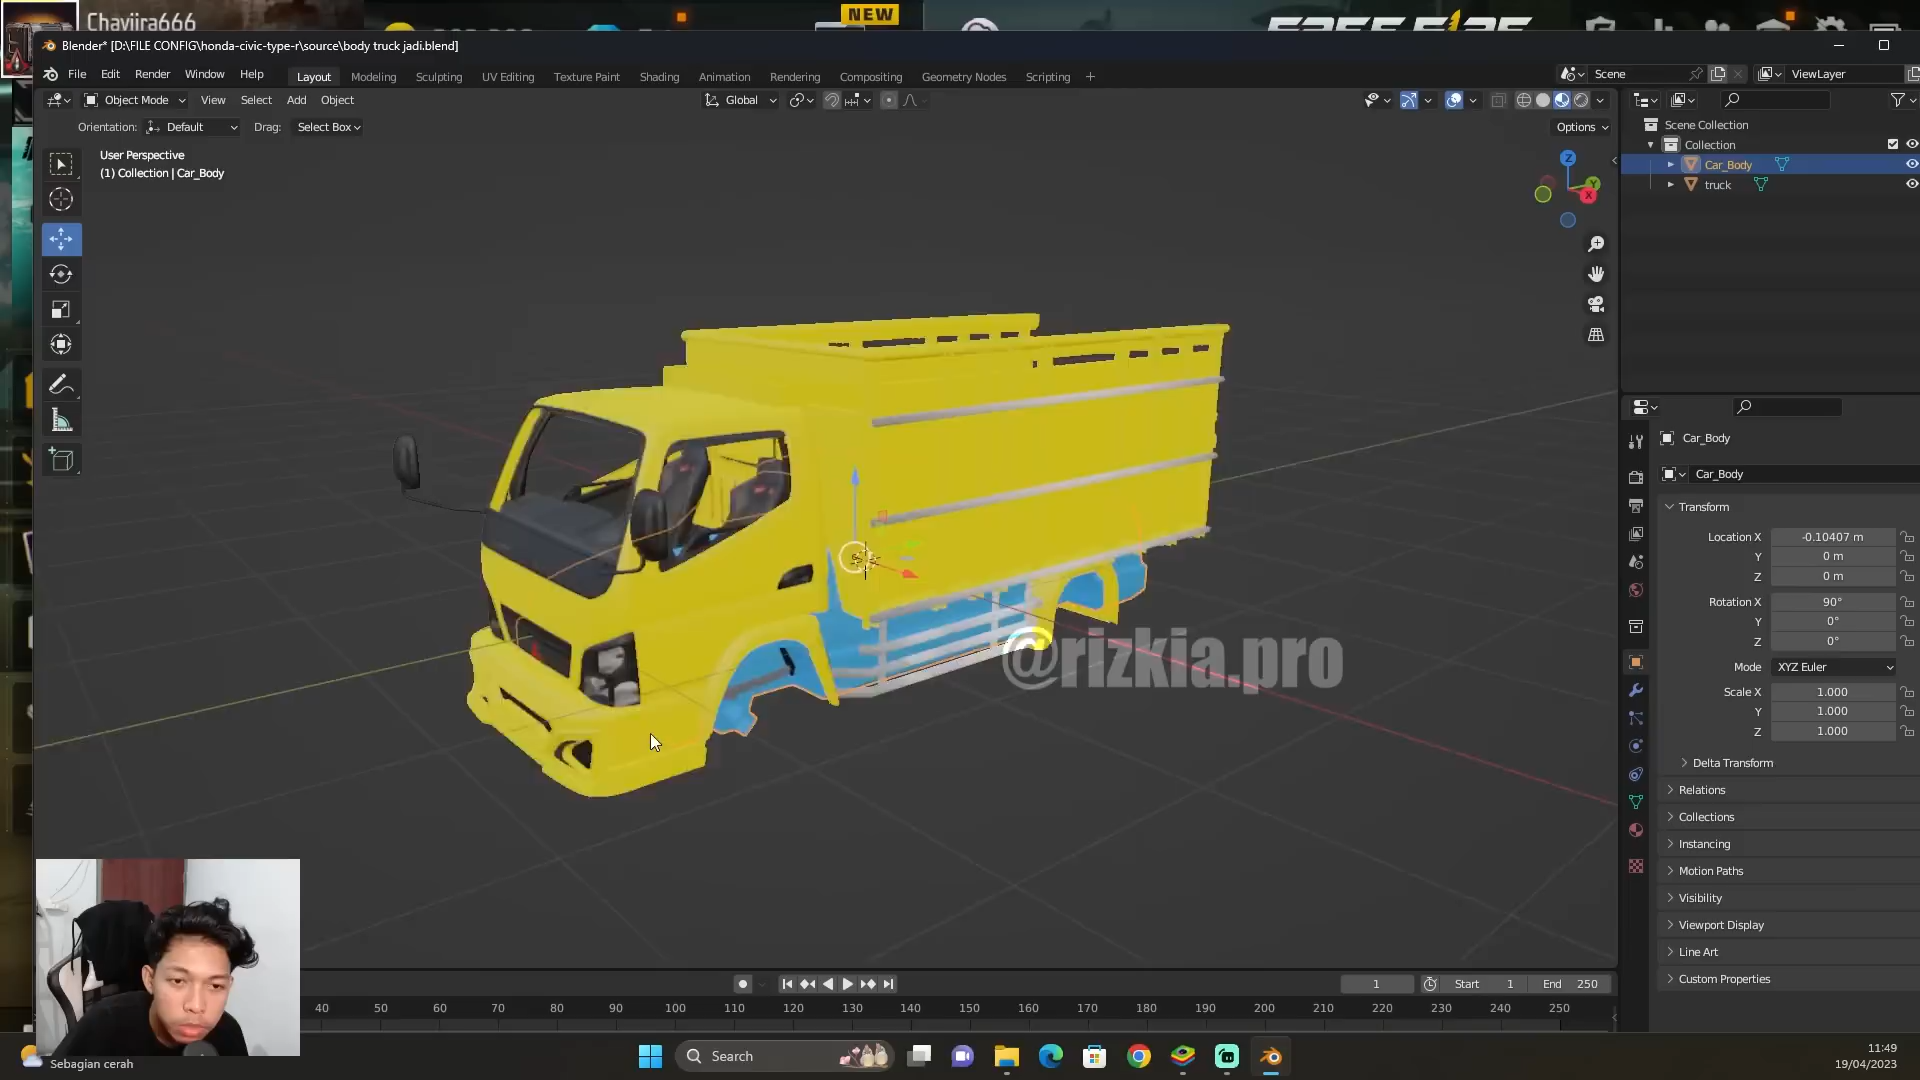 Chaviira666
NEW
FREE FIRE
Blender* [D:\FILE CONFIG\honda-civic-type-r\source\body truck jadi.blend]
File Edit Render Window Help Layout Modeling Sculpting UV Editing Texture Paint Shading Animation Rendering Compositing Geometry Nodes Scripting + Scene ViewLayer
Object Mode View Select Add Object Global
Orientation: Default Drag: Select Box Options
User Perspective
(1) Collection | Car_Body
Z
Y
X
Scene Collection
Collection
Car_Body
truck
Car_Body
Car_Body
Transform
Location X -0.10407 m
Y 0 m
Z 0 m
Rotation X 90°
Y 0°
Z 0°
Mode XYZ Euler
Scale X 1.000
Y 1.000
Z 1.000
Delta Transform
Relations
Collections
Instancing
Motion Paths
Visibility
Viewport Display
Line Art
Custom Properties
@rizkia.pro
1 Start 1 End 250
40 50 60 70 80 90 100 110 120 130 140 150 160 170 180 190 200 210 220 230 240 250
Sebagian cerah
Search
11:49
19/04/2023